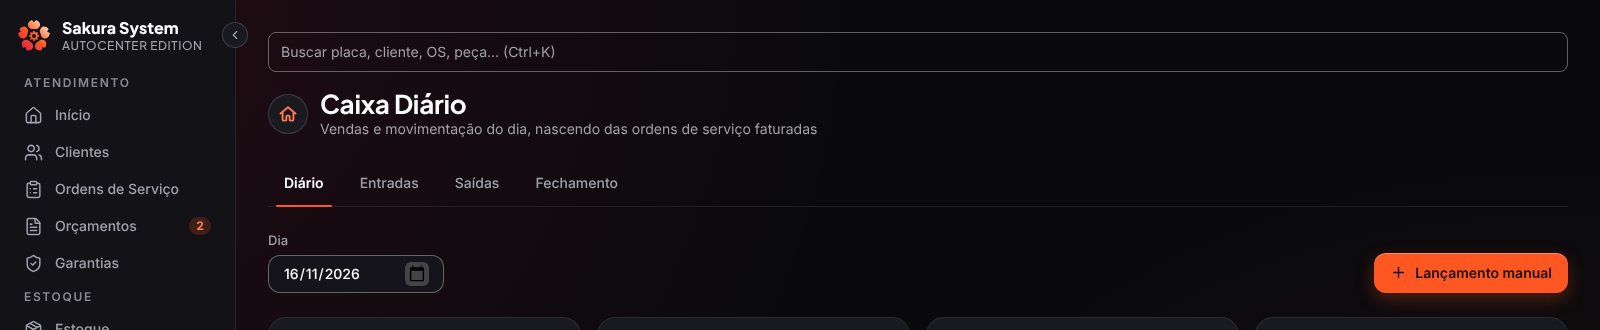 Sakura System
AUTOCENTER EDITION
ATENDIMENTO
Início
Clientes
Ordens de Serviço
Orçamentos 2
Garantias
ESTOQUE
Estoque
Buscar placa, cliente, OS, peça... (Ctrl+K)
Caixa Diário
Vendas e movimentação do dia, nascendo das ordens de serviço faturadas
Diário Entradas Saídas Fechamento
Dia
16/11/2026
+ Lançamento manual